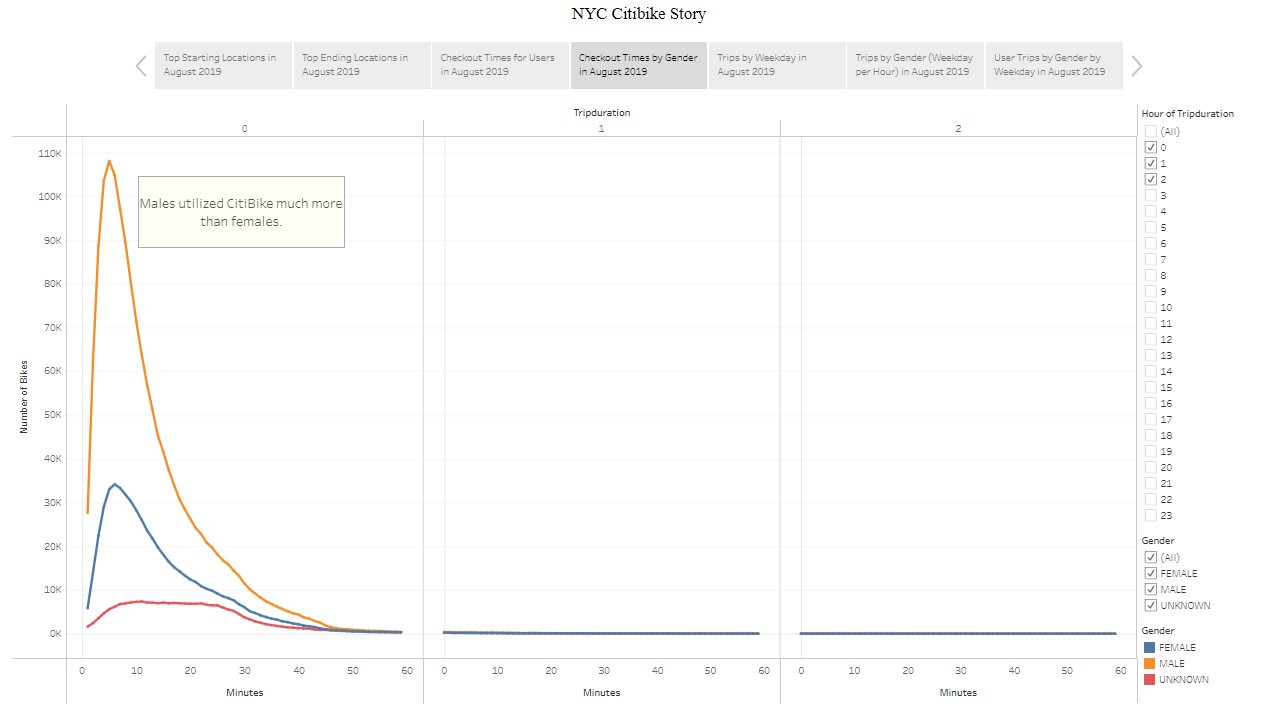 NYC Citibike Story
Top Starting Locations in
August 2019
Top Ending Locations in
August 2019
Checkout Times for Users
in August 2019
Checkout Times by Gender
in August 2019
Trips by Weekday in
August 2019
Trips by Gender (Weekday
per Hour) in August 2019
User Trips by Gender by
Weekday in August 2019
Tripduration
0
1
2
Number of Bikes
110K
100K
90K
80K
70K
60K
50K
40K
30K
20K
10K
0K
Males utilized CitiBike much more
than females.
0 10 20 30 40 50 60
Minutes
0 10 20 30 40 50 60
Minutes
0 10 20 30 40 50 60
Minutes
Hour of Tripduration
(All)
0
1
2
3
4
5
6
7
8
9
10
11
12
13
14
15
16
17
18
19
20
21
22
23
Gender
(All)
FEMALE
MALE
UNKNOWN
Gender
FEMALE
MALE
UNKNOWN